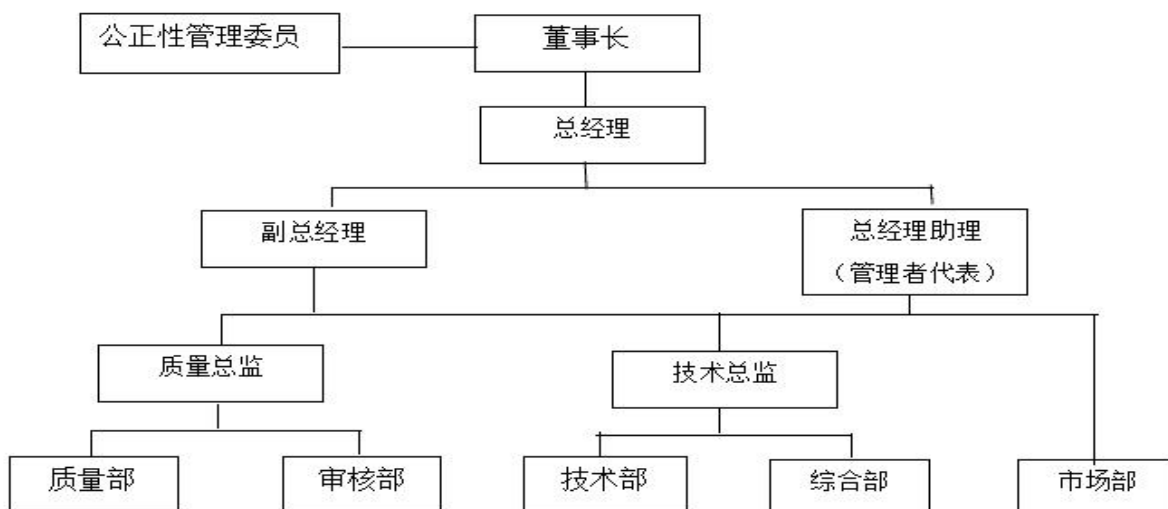 公正性管理委员
董事长
总经理
副总经理
总经理助理
（管理者代表）
质量总监
技术总监
质量部
审核部
技术部
综合部
市场部